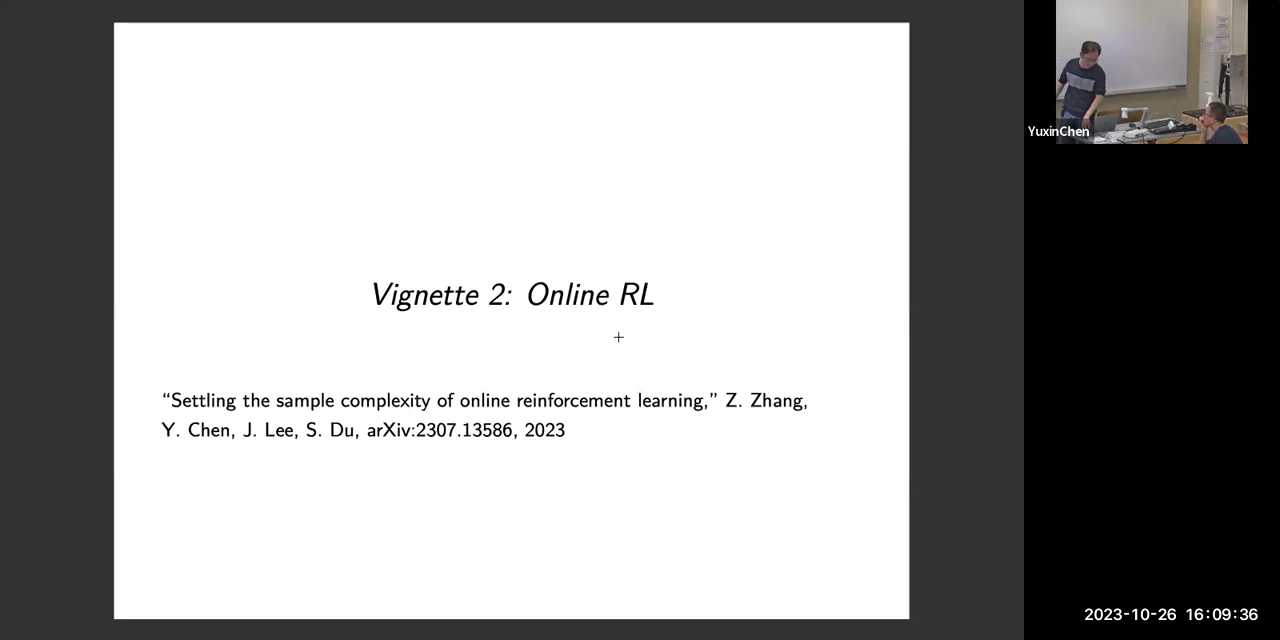 Vignette 2: Online RL
“Settling the sample complexity of online reinforcement learning,” Z. Zhang,
Y. Chen, J. Lee, S. Du, arXiv:2307.13586, 2023
YuxinChen
2023-10-26 16:09:36